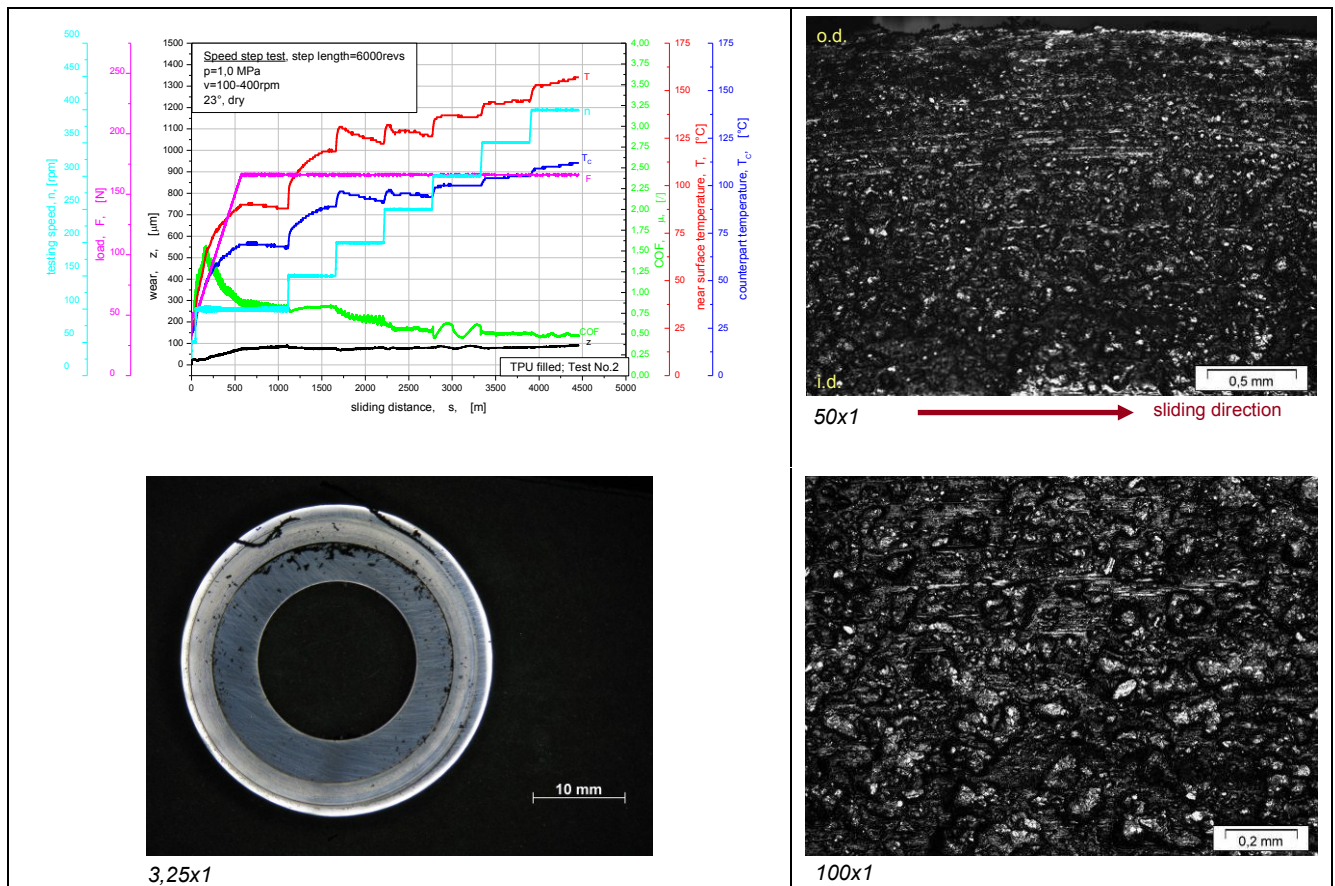 testing speed, n, [rpm]
500
450
400
350
300
250
200
150
100
50
0
load, F, [N]
250
200
150
100
50
0
wear, z, [µm]
1500
1400
1300
1200
1100
1000
900
800
700
600
500
400
300
200
100
0
Speed step test, step length=6000revs
p=1,0 MPa
v=100-400rpm
23°, dry
T
n
Tc
F
COF
z
TPU filled; Test No.2
0 500 1000 1500 2000 2500 3000 3500 4000 4500 5000
sliding distance, s, [m]
4,00
3,75
3,50
3,25
3,00
2,75
2,50
2,25
2,00
1,75
1,50
1,25
1,00
0,75
0,50
0,25
0,00
COF, µ, [/]
175
150
125
100
75
50
25
0
near surface temperature, T, [°C]
175
150
125
100
75
50
25
0
counterpart temperature, Tc, [°C]
o.d.
i.d.
0,5 mm
50x1
sliding direction
10 mm
3,25x1
0,2 mm
100x1